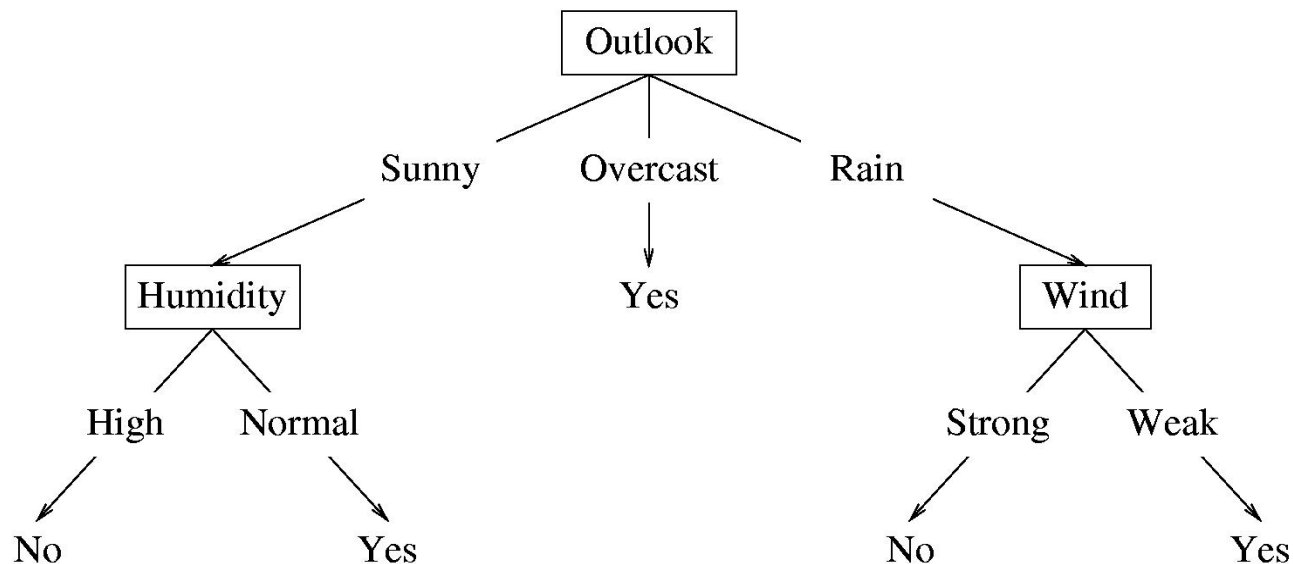 Outlook
Sunny Overcast Rain
Humidity Yes Wind
High Normal Strong Weak
No Yes No Yes